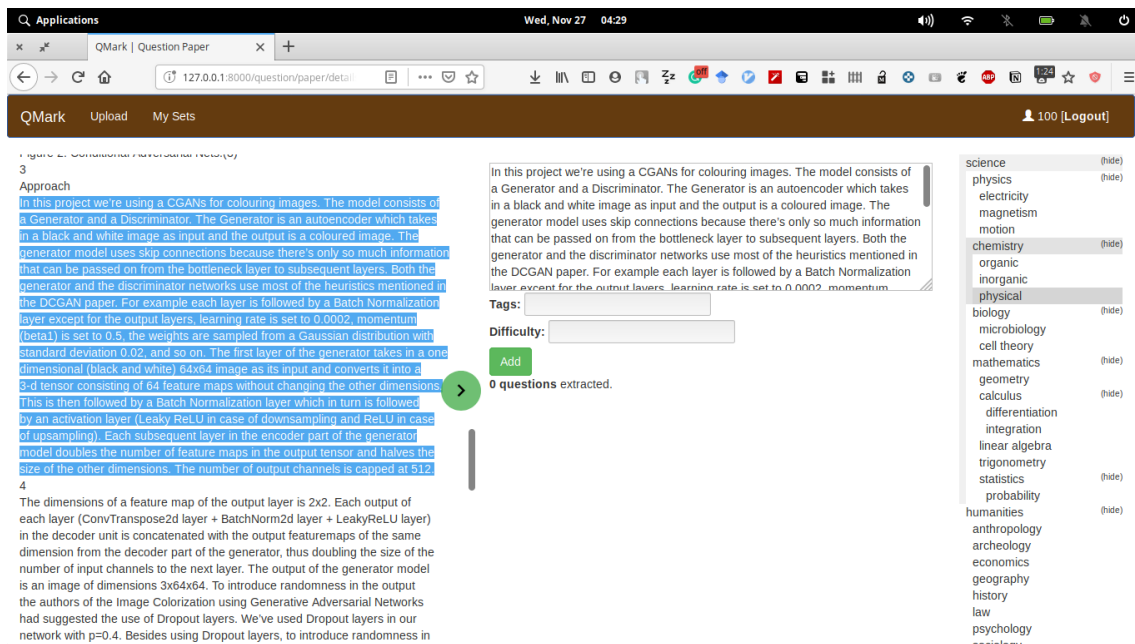 Applications
Wed, Nov 27 04:29
QMark | Question Paper
127.0.0.1:8000/question/paper/detai
off
ABP
1:24
QMark Upload My Sets
100 [Logout]
3
Approach
In this project we're using a CGANs for colouring images. The model consists of
a Generator and a Discriminator. The Generator is an autoencoder which takes
in a black and white image as input and the output is a coloured image. The
generator model uses skip connections because there's only so much information
that can be passed on from the bottleneck layer to subsequent layers. Both the
generator and the discriminator networks use most of the heuristics mentioned in
the DCGAN paper. For example each layer is followed by a Batch Normalization
layer except for the output layers, learning rate is set to 0.0002, momentum
(beta1) is set to 0.5, the weights are sampled from a Gaussian distribution with
standard deviation 0.02, and so on. The first layer of the generator takes in a one
dimensional (black and white) 64x64 image as its input and converts it into a
3-d tensor consisting of 64 feature maps without changing the other dimensions.
This is then followed by a Batch Normalization layer which in turn is followed
by an activation layer (Leaky ReLU in case of downsampling and ReLU in case
of upsampling). Each subsequent layer in the encoder part of the generator
model doubles the number of feature maps in the output tensor and halves the
size of the other dimensions. The number of output channels is capped at 512.
4
The dimensions of a feature map of the output layer is 2x2. Each output of
each layer (ConvTranspose2d layer + BatchNorm2d layer + LeakyReLU layer)
in the decoder unit is concatenated with the output featuremaps of the same
dimension from the decoder part of the generator, thus doubling the size of the
number of input channels to the next layer. The output of the generator model
is an image of dimensions 3x64x64. To introduce randomness in the output
the authors of the Image Colorization using Generative Adversarial Networks
had suggested the use of Dropout layers. We've used Dropout layers in our
network with p=0.4. Besides using Dropout layers, to introduce randomness in
In this project we're using a CGANs for colouring images. The model consists of
a Generator and a Discriminator. The Generator is an autoencoder which takes
in a black and white image as input and the output is a coloured image. The
generator model uses skip connections because there's only so much information
that can be passed on from the bottleneck layer to subsequent layers. Both the
generator and the discriminator networks use most of the heuristics mentioned in
the DCGAN paper. For example each layer is followed by a Batch Normalization
layer except for the output layers, learning rate is set to 0.0002, momentum
Tags:
Difficulty:
Add
0 questions extracted.
science (hide)
physics (hide)
electricity
magnetism
motion
chemistry (hide)
organic
inorganic
physical
biology (hide)
microbiology
cell theory
mathematics (hide)
geometry
calculus (hide)
differentiation
integration
linear algebra
trigonometry
statistics (hide)
probability
humanities (hide)
anthropology
archeology
economics
geography
history
law
psychology